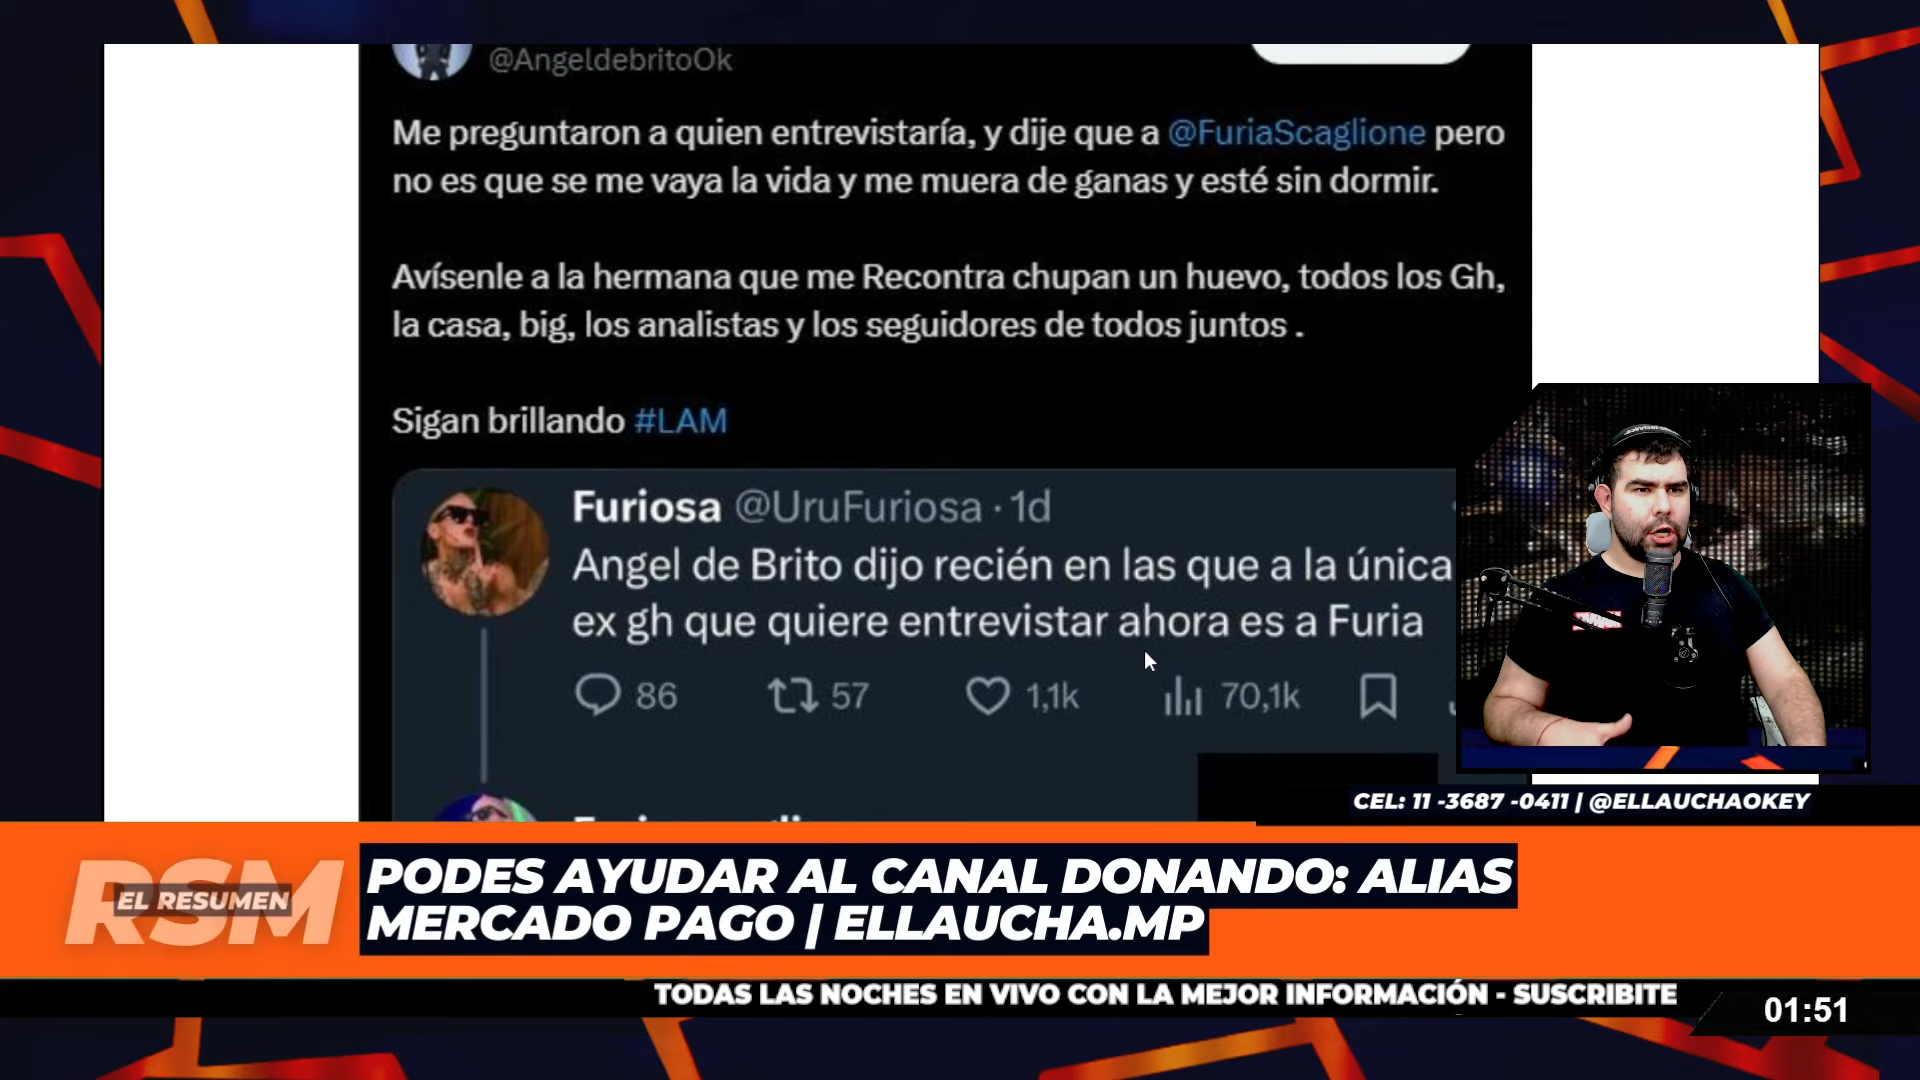 @AngeldebritoOk
Me preguntaron a quien entrevistaría, y dije que a @FuriaScaglione pero
no es que se me vaya la vida y me muera de ganas y esté sin dormir.
Avísenle a la hermana que me Recontra chupan un huevo, todos los Gh,
la casa, big, los analistas y los seguidores de todos juntos .
Sigan brillando #LAM
Furiosa @UruFuriosa · 1d
Angel de Brito dijo recién en las que a la única
ex gh que quiere entrevistar ahora es a Furia
86 57 1,1k 70,1k
CEL: 11 -3687 -0411 | @ELLAUCHAOKEY
RSM
EL RESUMEN
PODES AYUDAR AL CANAL DONANDO: ALIAS
MERCADO PAGO | ELLAUCHA.MP
TODAS LAS NOCHES EN VIVO CON LA MEJOR INFORMACIÓN - SUSCRIBITE
01:51